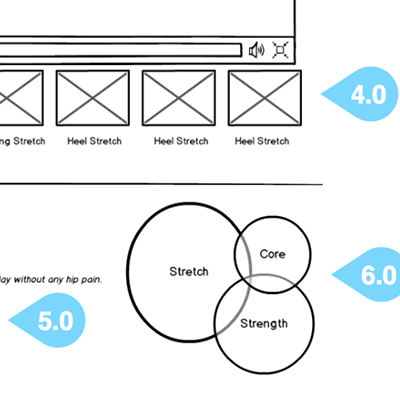 4.0
ng Stretch Heel Stretch Heel Stretch Heel Stretch
Core
Stretch
6.0
lay without any hip pain.
5.0
Strength